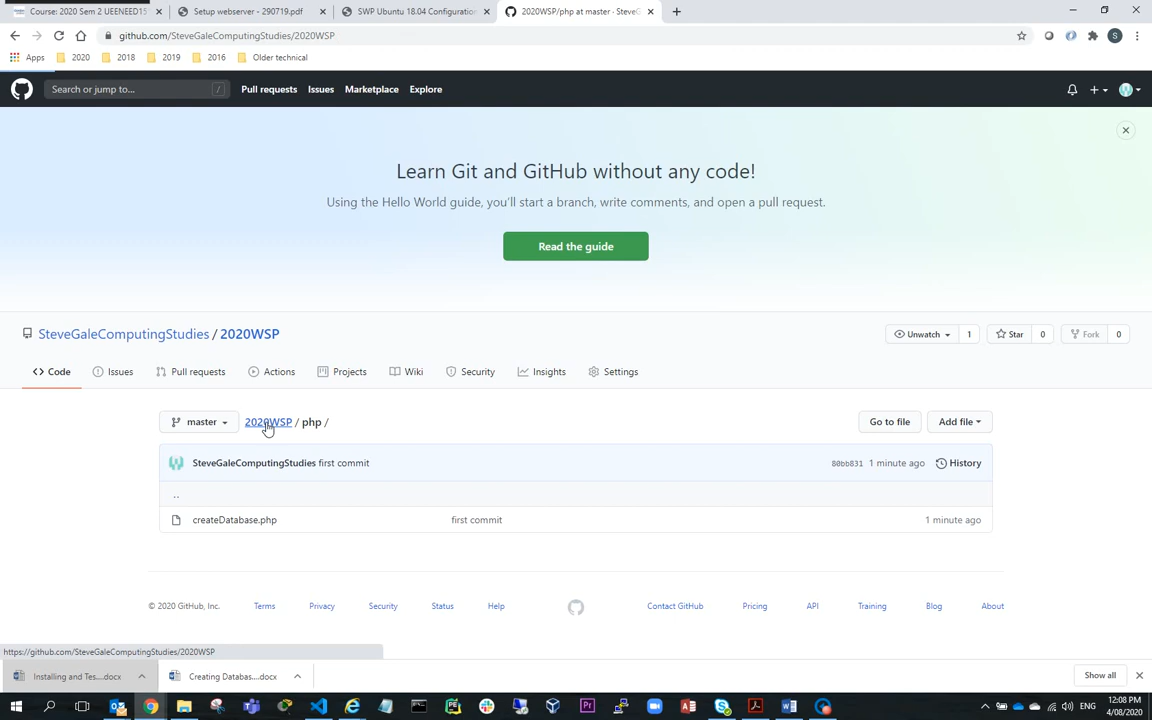 Course: 2020 Sem 2 UEENEED15
Setup webserver - 290719.pdf
SWP Ubuntu 18.04 Configuration
2020WSP/php at master · SteveG
github.com/SteveGaleComputingStudies/2020WSP
Apps 2020 2018 2019 2016 Older technical
Search or jump to... /
Pull requests Issues Marketplace Explore
Learn Git and GitHub without any code!
Using the Hello World guide, you'll start a branch, write comments, and open a pull request.
Read the guide
SteveGaleComputingStudies / 2020WSP
Unwatch 1 Star 0 Fork 0
Code Issues Pull requests Actions Projects Wiki Security Insights Settings
master 2020WSP / php /
Go to file Add file
SteveGaleComputingStudies first commit 80bb831 1 minute ago History
..
createDatabase.php first commit 1 minute ago
© 2020 GitHub, Inc. Terms Privacy Security Status Help Contact GitHub Pricing API Training Blog About
https://github.com/SteveGaleComputingStudies/2020WSP
Installing and Tes....docx
Creating Databas....docx
Show all
ENG
12:08 PM
4/08/2020